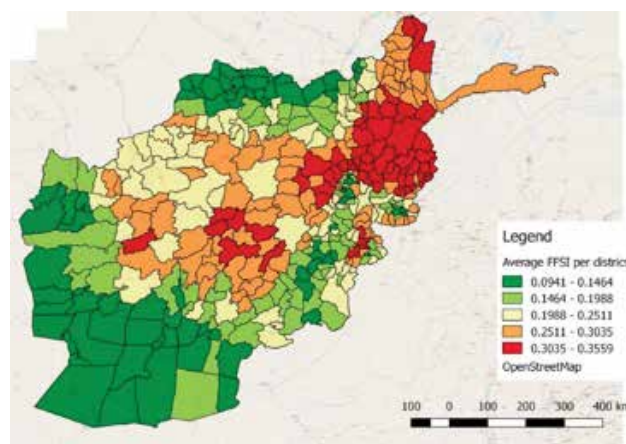 Legend
Average FFSI per district
0.0941 - 0.1464
0.1464 - 0.1988
0.1988 - 0.2511
0.2511 - 0.3035
0.3035 - 0.3559
OpenStreetMap
100 0 100 200 300 400 km